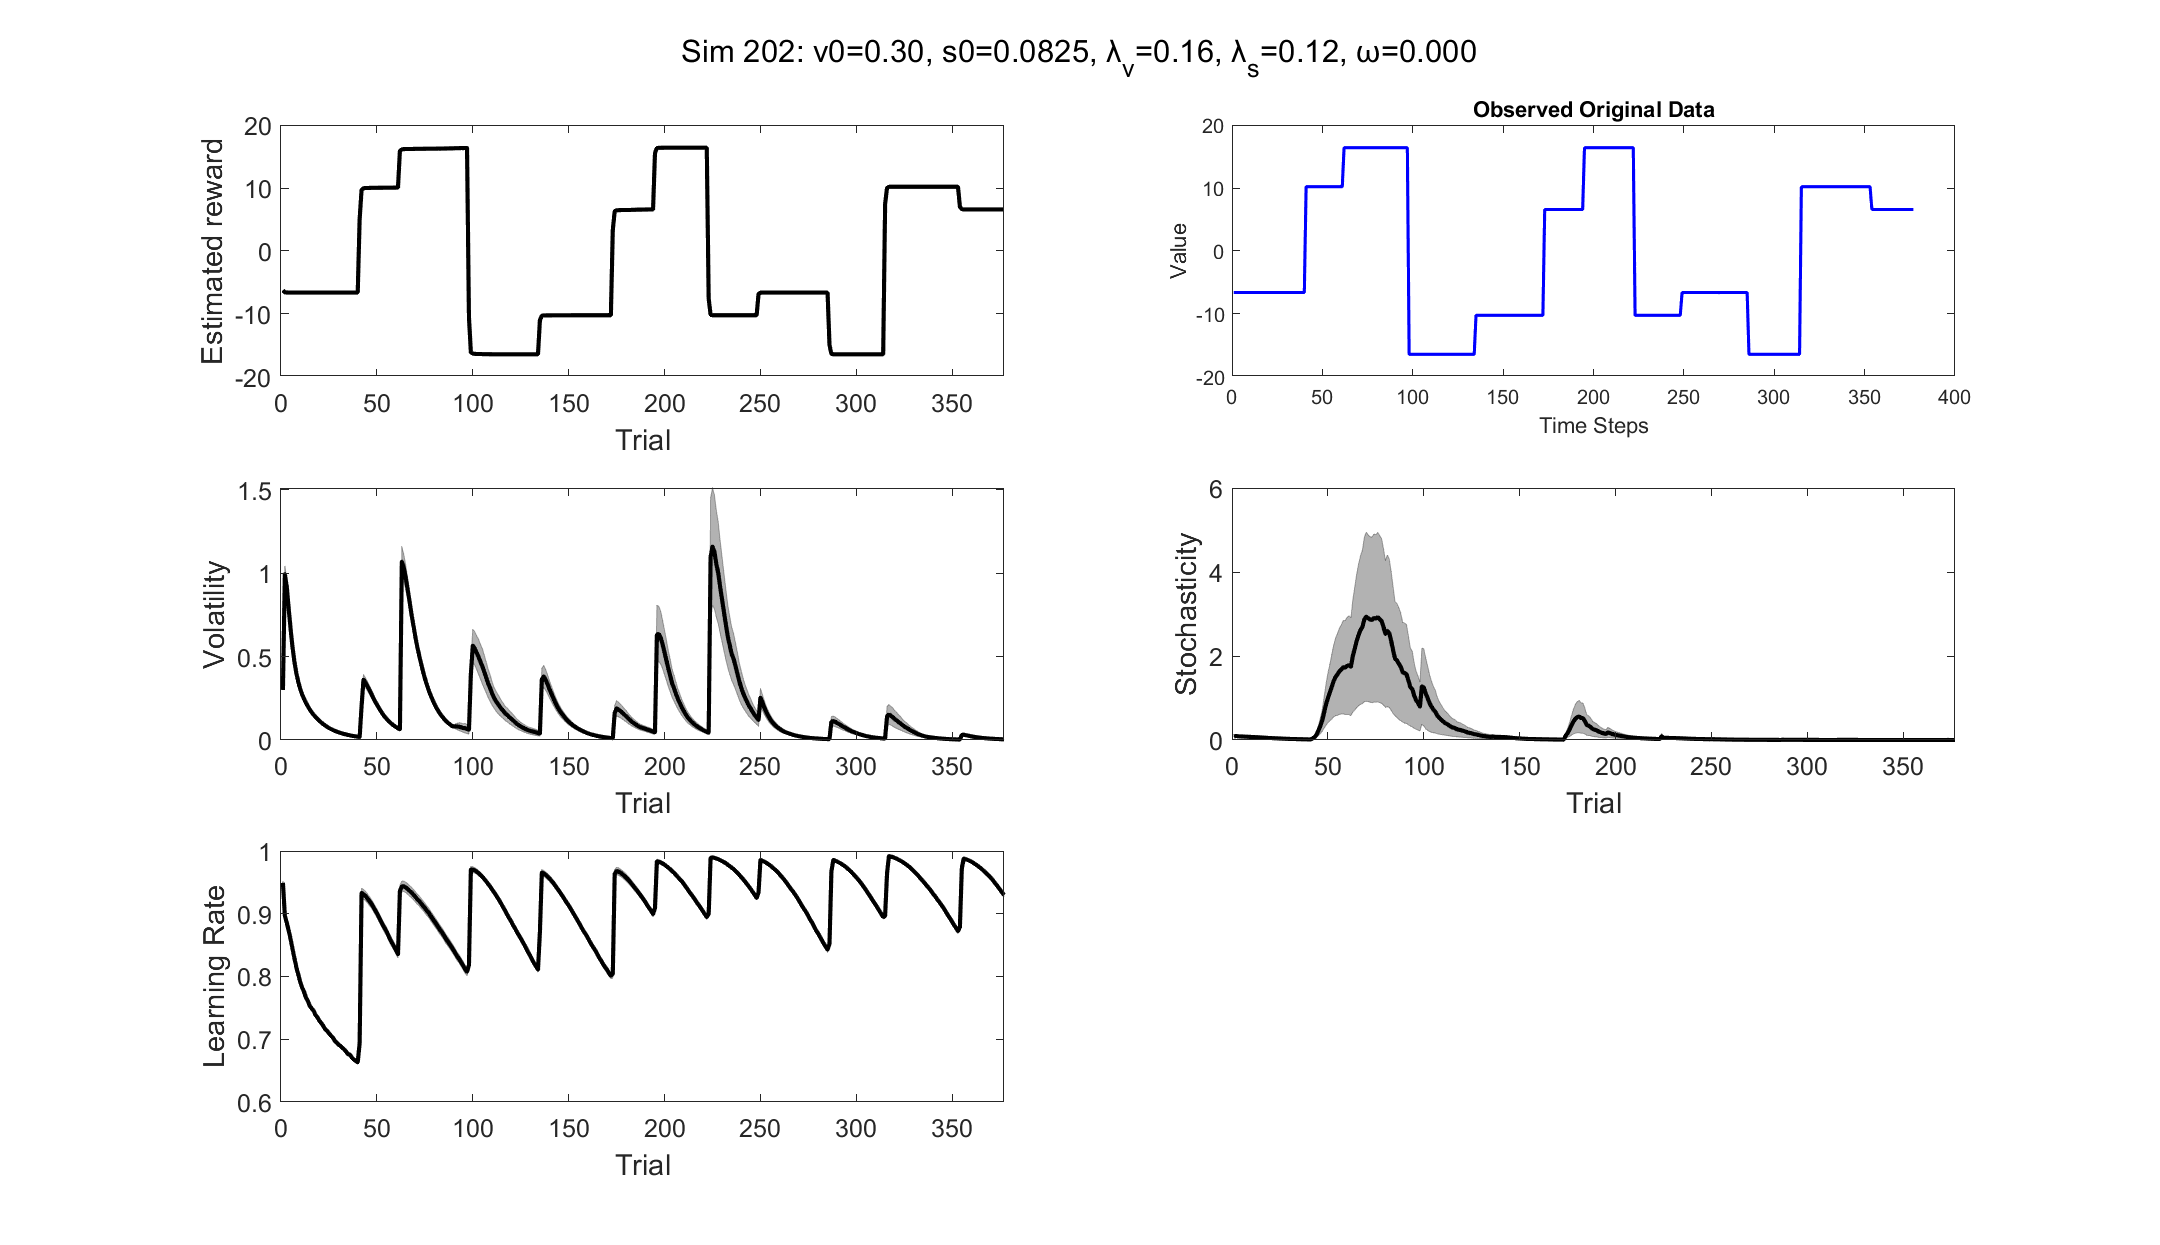 Sim 202: v0=0.30, s0=0.0825, λv=0.16, λs=0.12, ω=0.000
Estimated reward
20
10
0
-10
-20
0 50 100 150 200 250 300 350
Trial
Observed Original Data
Value
20
10
0
-10
-20
0 50 100 150 200 250 300 350 400
Time Steps
Volatility
1.5
1
0.5
0
0 50 100 150 200 250 300 350
Trial
Stochasticity
6
4
2
0
0 50 100 150 200 250 300 350
Trial
Learning Rate
1
0.9
0.8
0.7
0.6
0 50 100 150 200 250 300 350
Trial